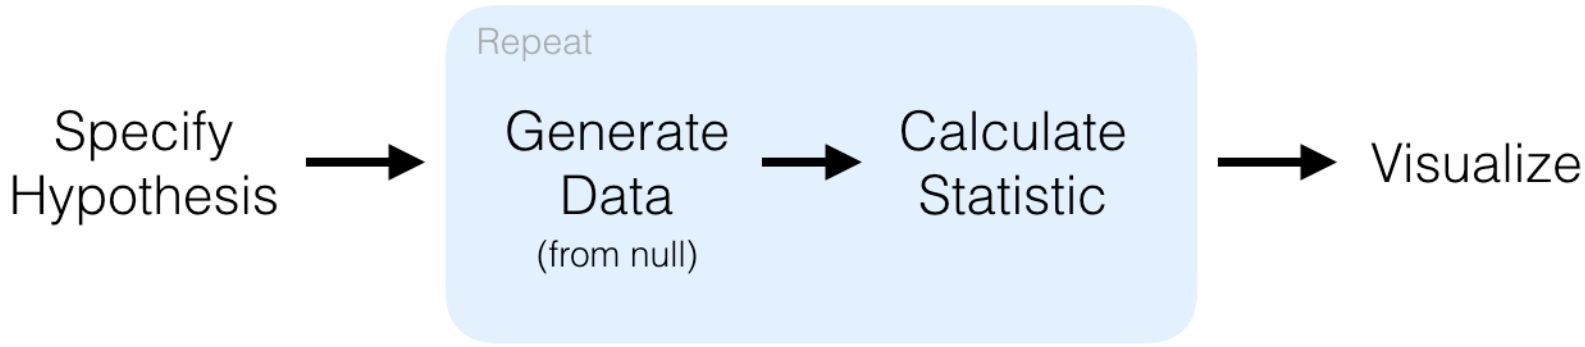 Specify
Hypothesis
Repeat
Generate
Data
(from null)
Calculate
Statistic
Visualize